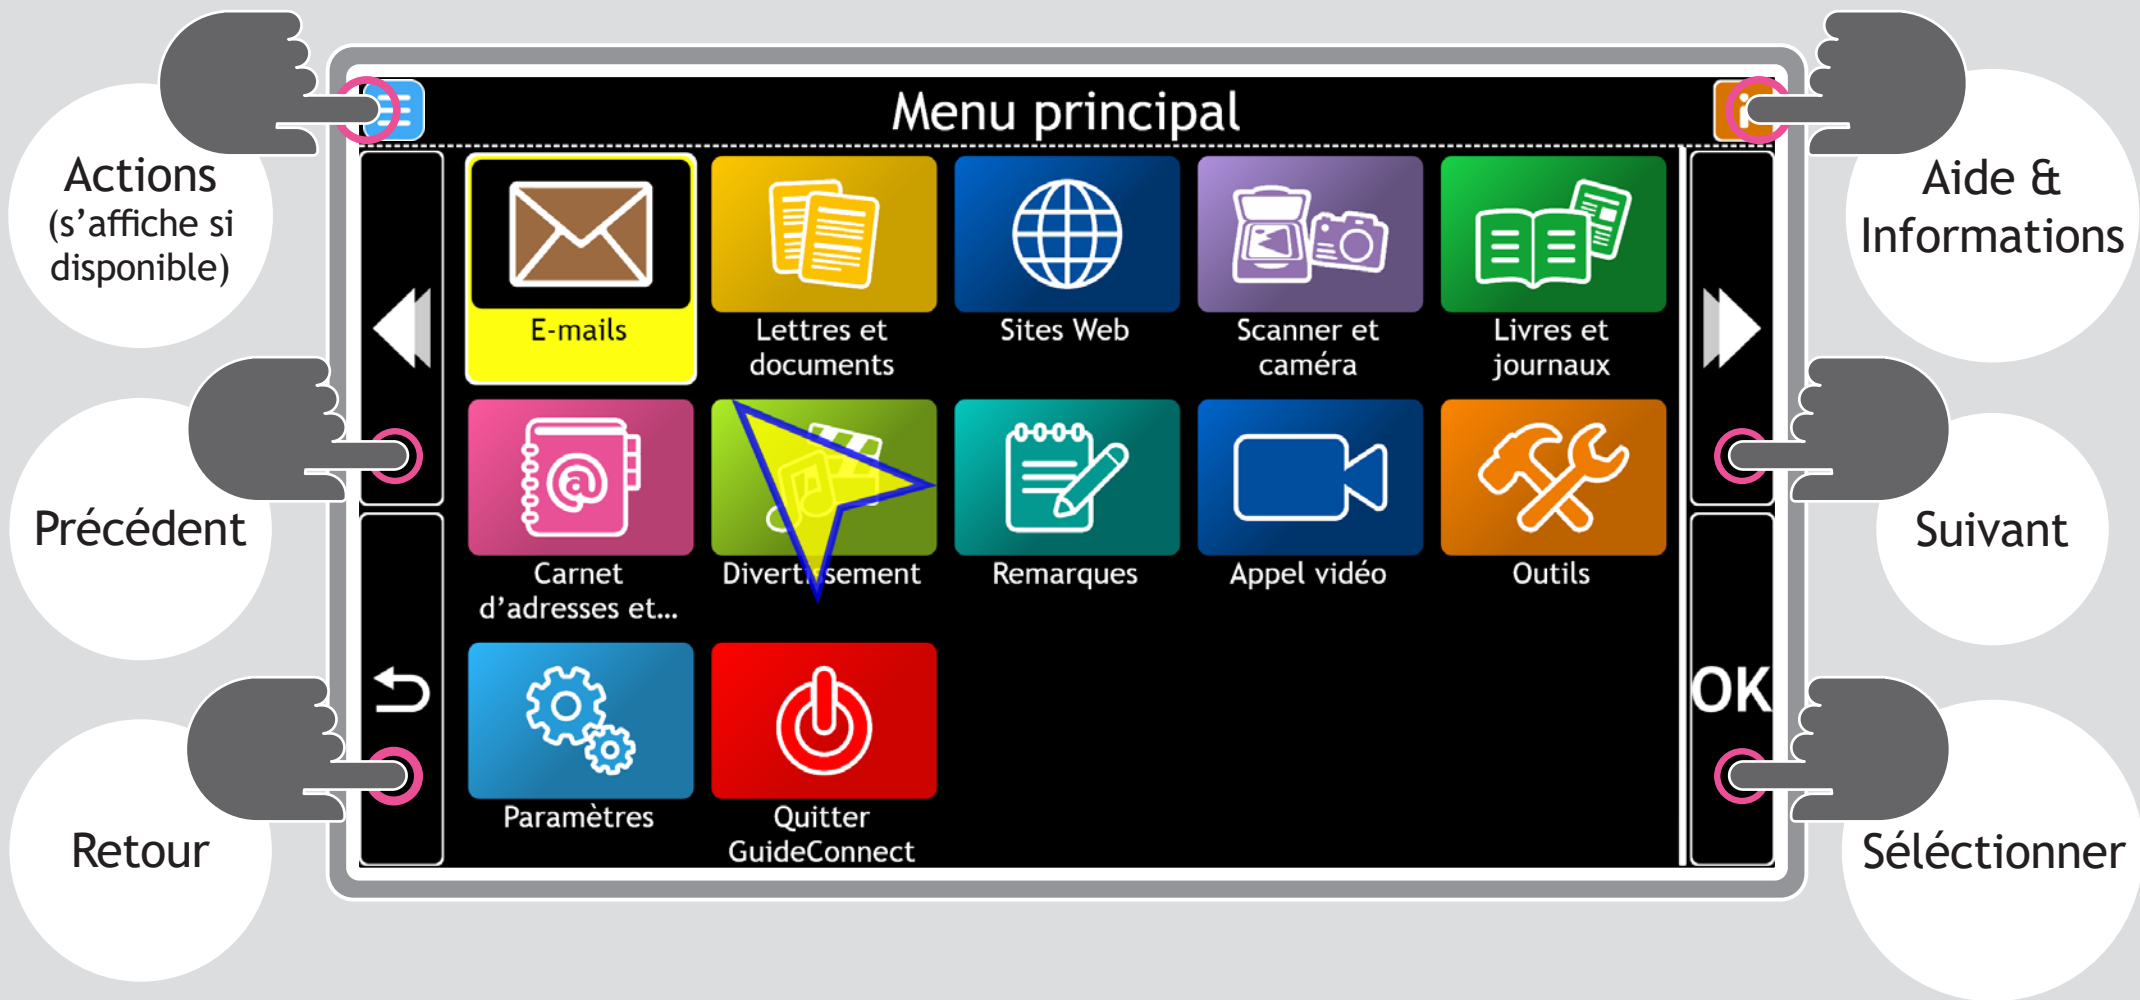 Menu principal
Actions
(s’affiche si
disponible)
Aide &
Informations
E-mails
Lettres et
documents
Sites Web
Scanner et
caméra
Livres et
journaux
Précédent
Suivant
Carnet
d’adresses et...
Divertissement
Remarques
Appel vidéo
Outils
OK
Paramètres
Quitter
GuideConnect
Retour
Séléctionner